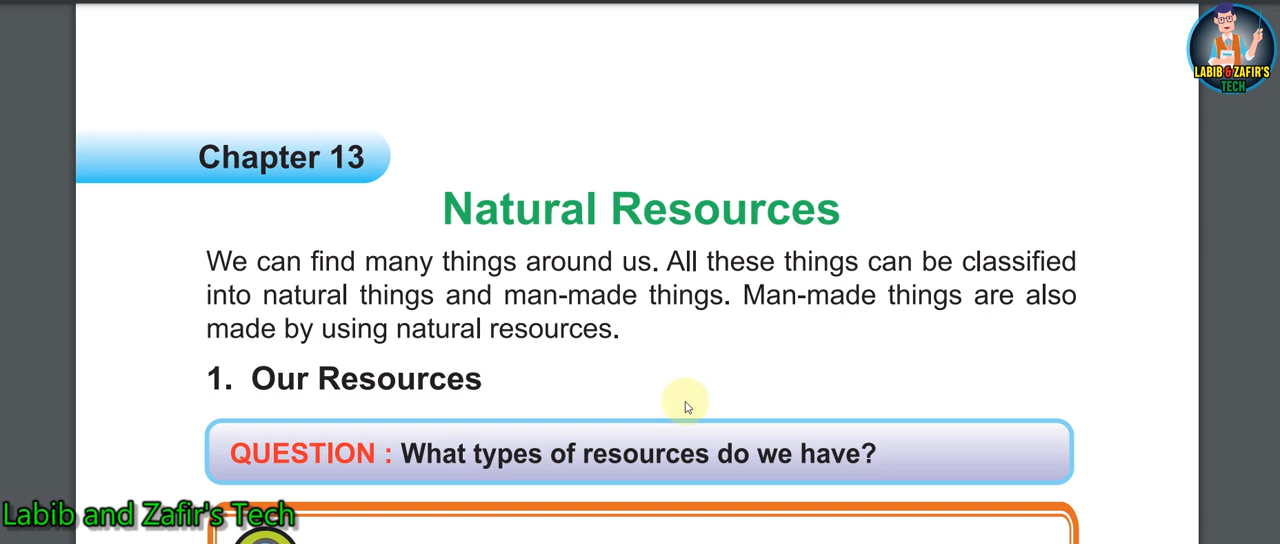 LABIB & ZAFIR'S
TECH
Chapter 13
Natural Resources
We can find many things around us. All these things can be classified
into natural things and man-made things. Man-made things are also
made by using natural resources.
1. Our Resources
QUESTION : What types of resources do we have?
Labib and Zafir's Tech